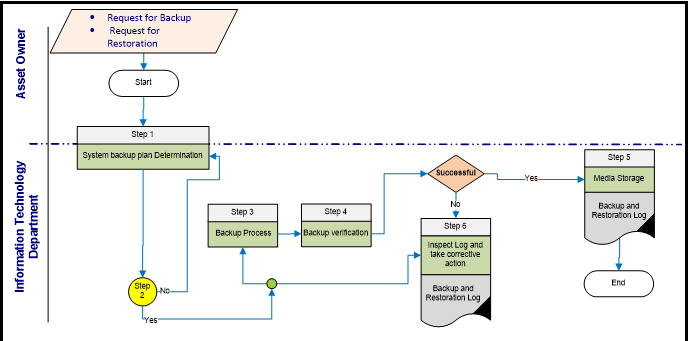 Asset Owner
Request for Backup
Request for
Restoration
Start
Step 1
System backup plan Determination
Information Technology
Department
Step
2
No
Yes
Step 3
Backup Process
Step 4
Backup verification
Successful
Yes
No
Step 5
Media Storage
Backup and
Restoration Log
End
Step 6
Inspect Log and
take corrective
action
Backup and
Restoration Log